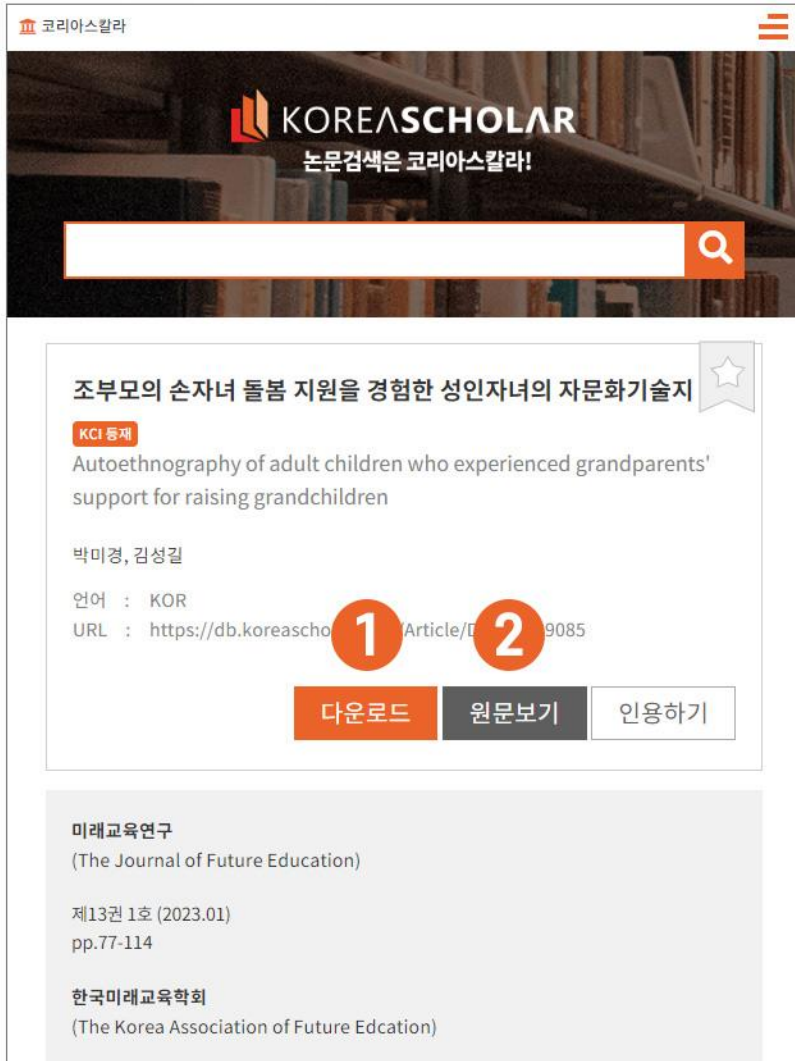 코리아스칼라
KOREASCHOLAR
논문검색은 코리아스칼라!
조부모의 손자녀 돌봄 지원을 경험한 성인자녀의 자문화기술지
KCI 등재
Autoethnography of adult children who experienced grandparents'
support for raising grandchildren
박미경, 김성길
언어 : KOR
URL : https://db.koreascho /Article/ 9085
1
2
다운로드
원문보기
인용하기
미래교육연구
(The Journal of Future Education)
제13권 1호 (2023.01)
pp.77-114
한국미래교육학회
(The Korea Association of Future Edcation)